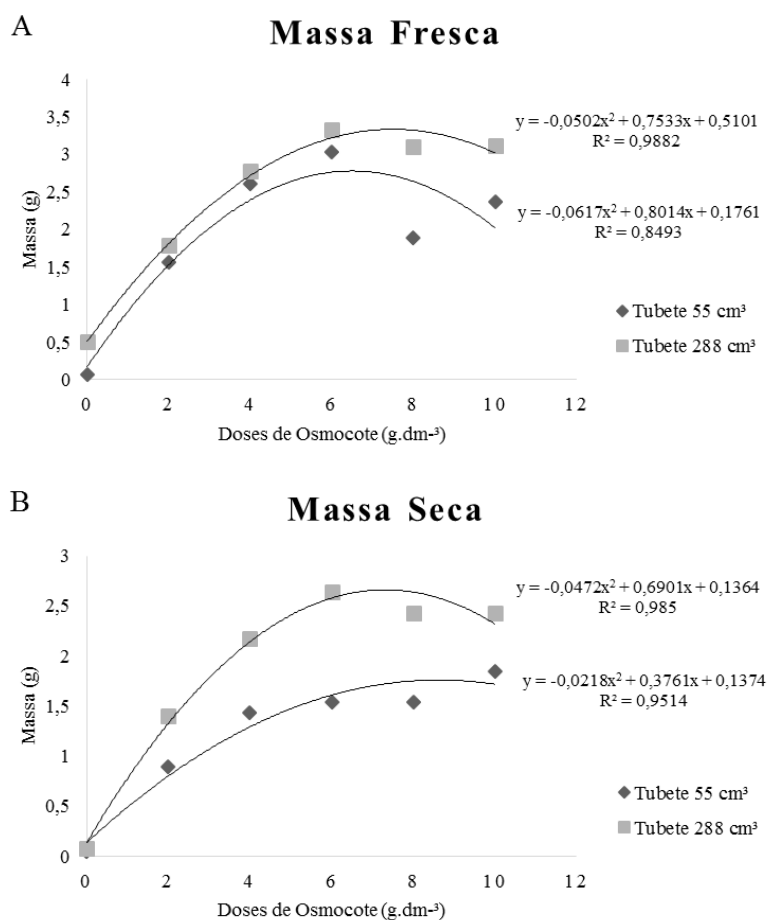 A
Massa Fresca
4
3,5
3
2,5
2
1,5
1
0,5
0
Massa (g)
0 2 4 6 8 10 12
Doses de Osmocote (g.dm-³)
y = -0,0502x² + 0,7533x + 0,5101
R² = 0,9882
y = -0,0617x² + 0,8014x + 0,1761
R² = 0,8493
Tubete 55 cm³
Tubete 288 cm³
B
Massa Seca
3
2,5
2
1,5
1
0,5
0
Massa (g)
0 2 4 6 8 10 12
Doses de Osmocote (g.dm-³)
y = -0,0472x² + 0,6901x + 0,1364
R² = 0,985
y = -0,0218x² + 0,3761x + 0,1374
R² = 0,9514
Tubete 55 cm³
Tubete 288 cm³